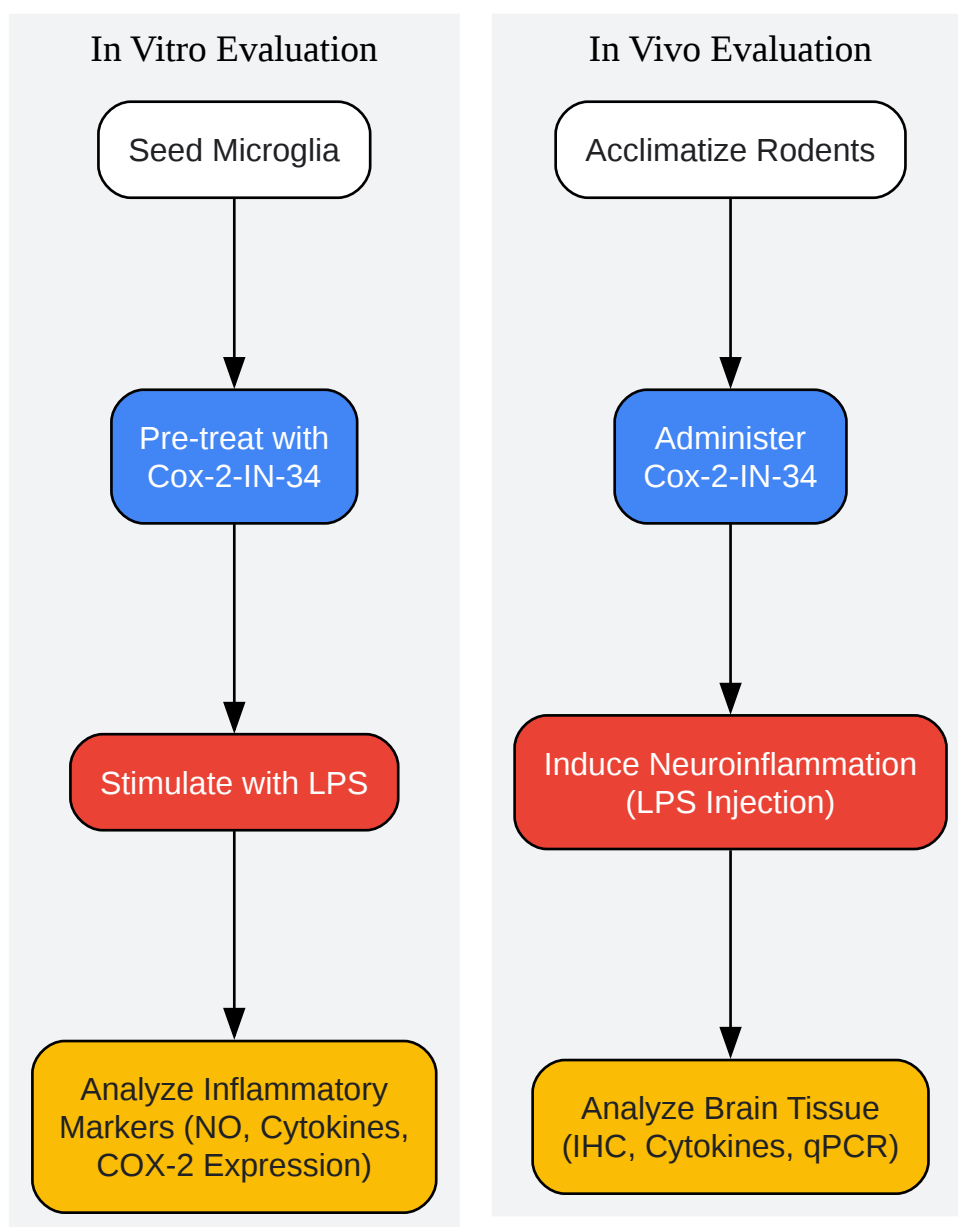 In Vitro Evaluation
Seed Microglia
Pre-treat with
Cox-2-IN-34
Stimulate with LPS
Analyze Inflammatory
Markers (NO, Cytokines,
COX-2 Expression)
In Vivo Evaluation
Acclimatize Rodents
Administer
Cox-2-IN-34
Induce Neuroinflammation
(LPS Injection)
Analyze Brain Tissue
(IHC, Cytokines, qPCR)